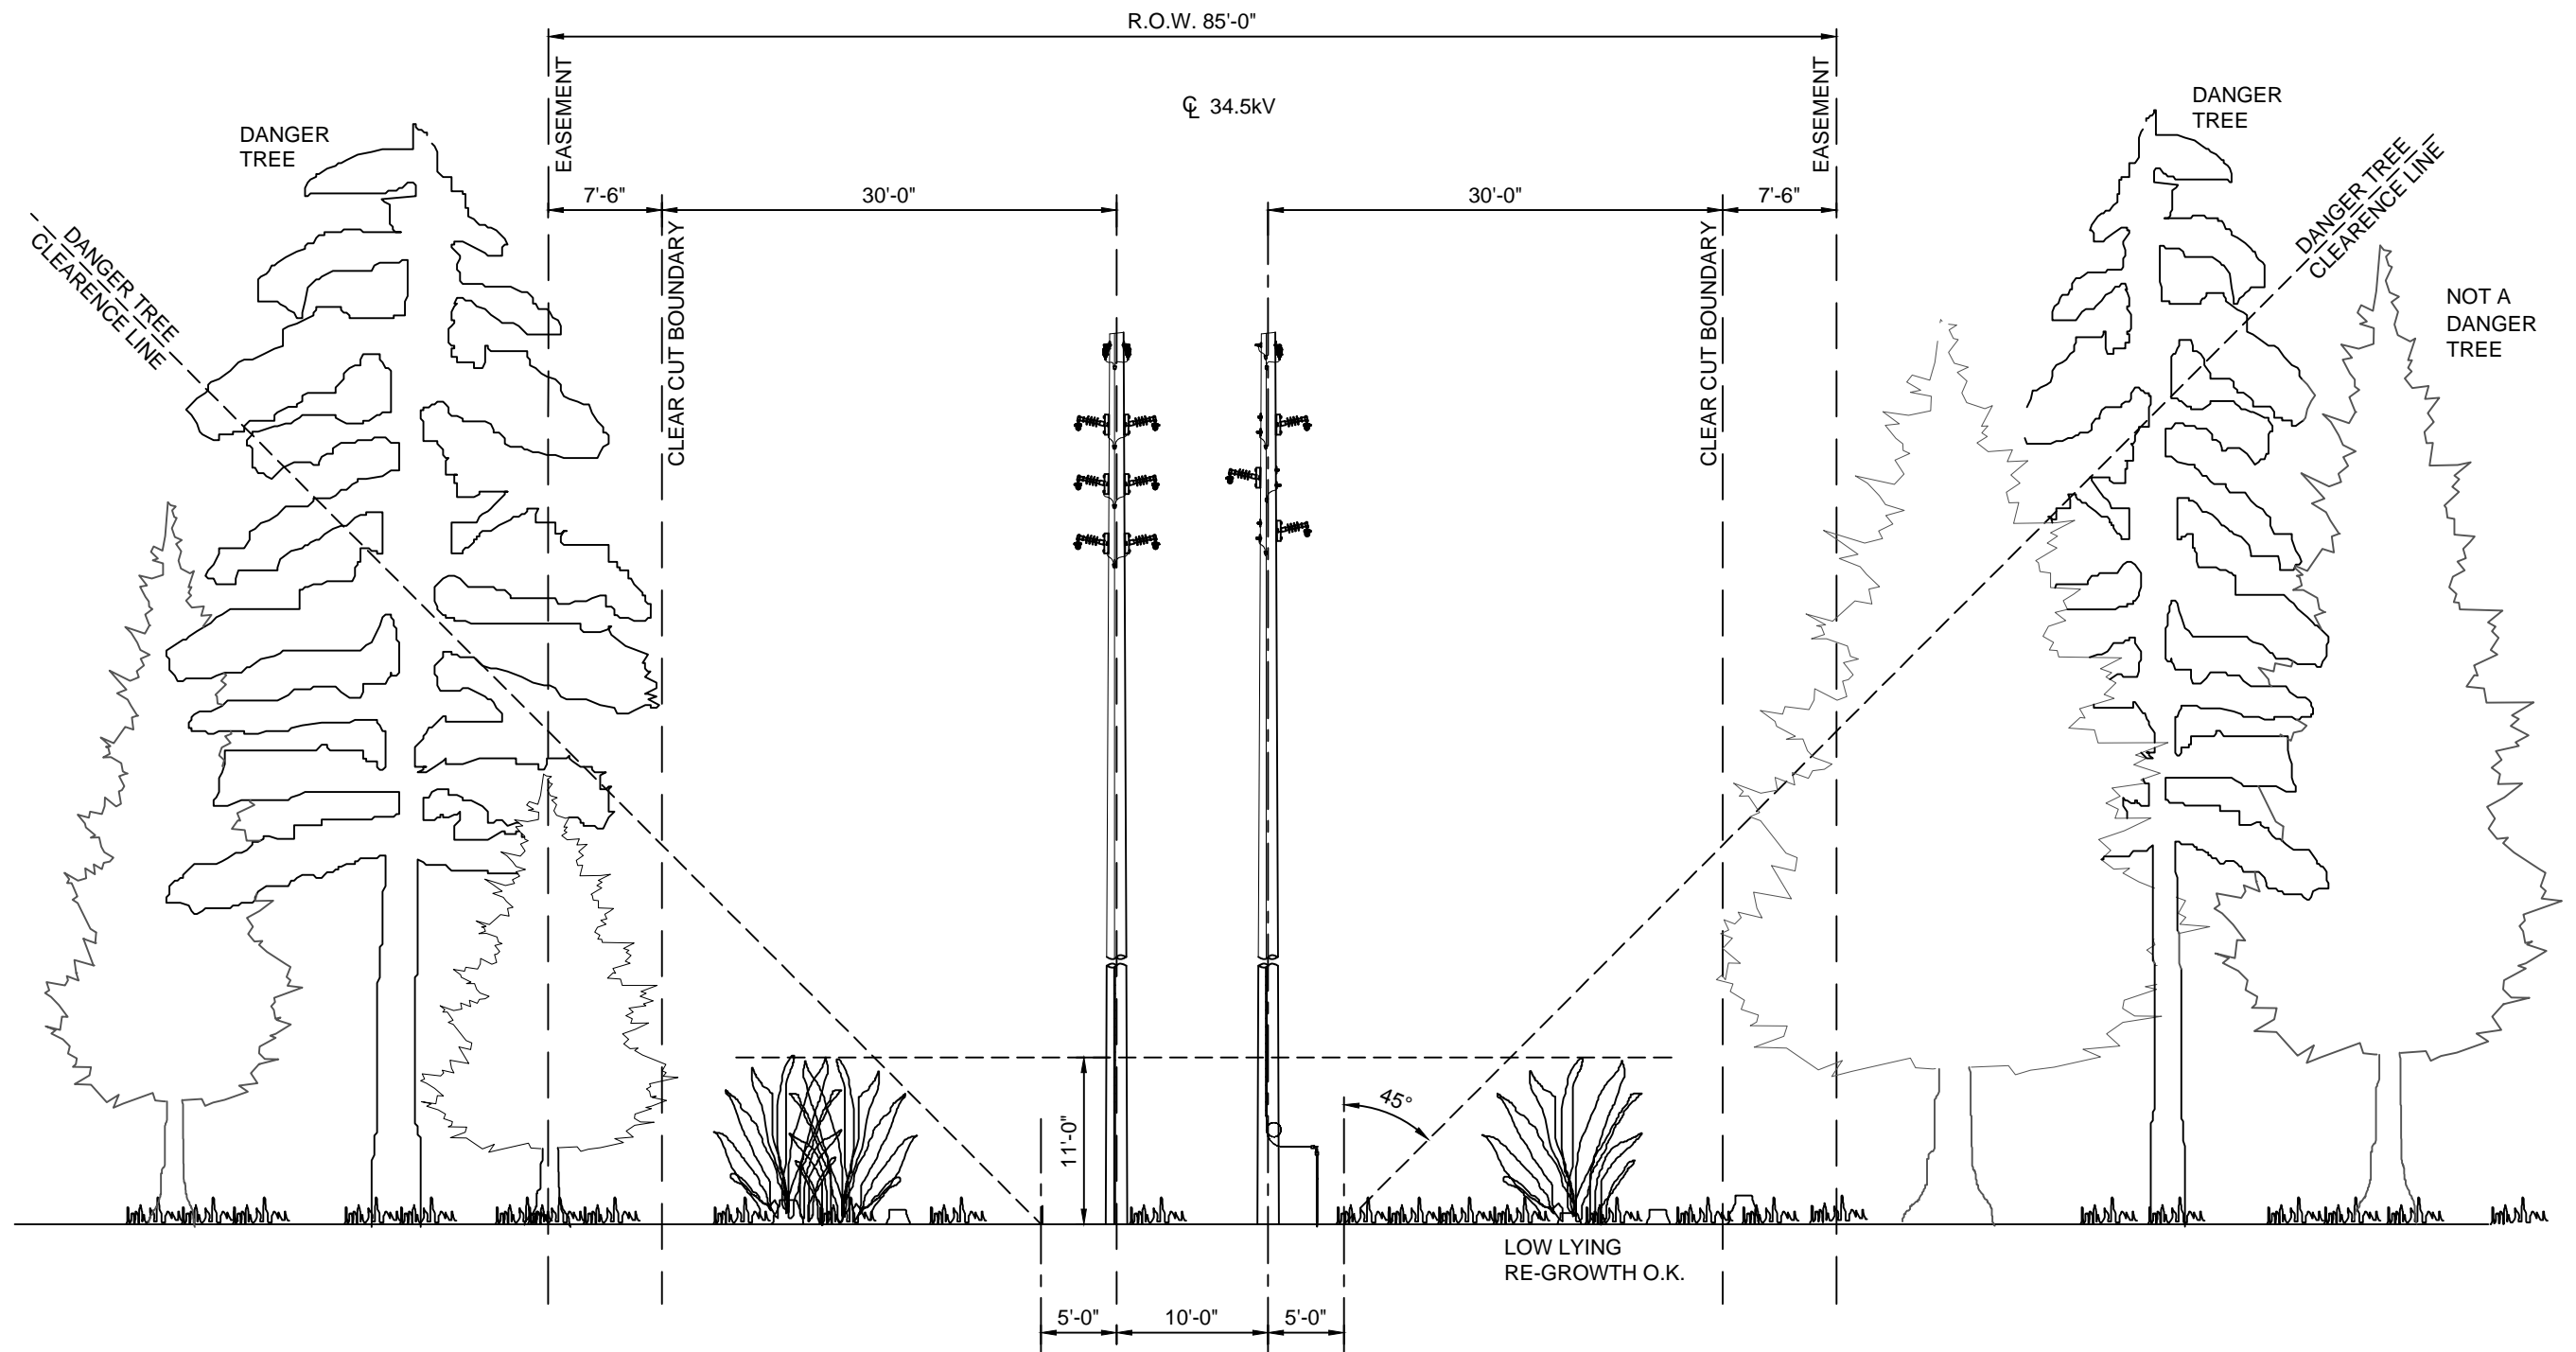 R.O.W. 85'-0"
EASEMENT
℄ 34.5kV
EASEMENT
DANGER
TREE
DANGER
TREE
7'-6"
30'-0"
30'-0"
7'-6"
DANGER TREE
CLEARENCE LINE
CLEAR CUT BOUNDARY
CLEAR CUT BOUNDARY
DANGER TREE
CLEARENCE LINE
NOT A
DANGER
TREE
11'-0"
45°
LOW LYING
RE-GROWTH O.K.
5'-0"
10'-0"
5'-0"